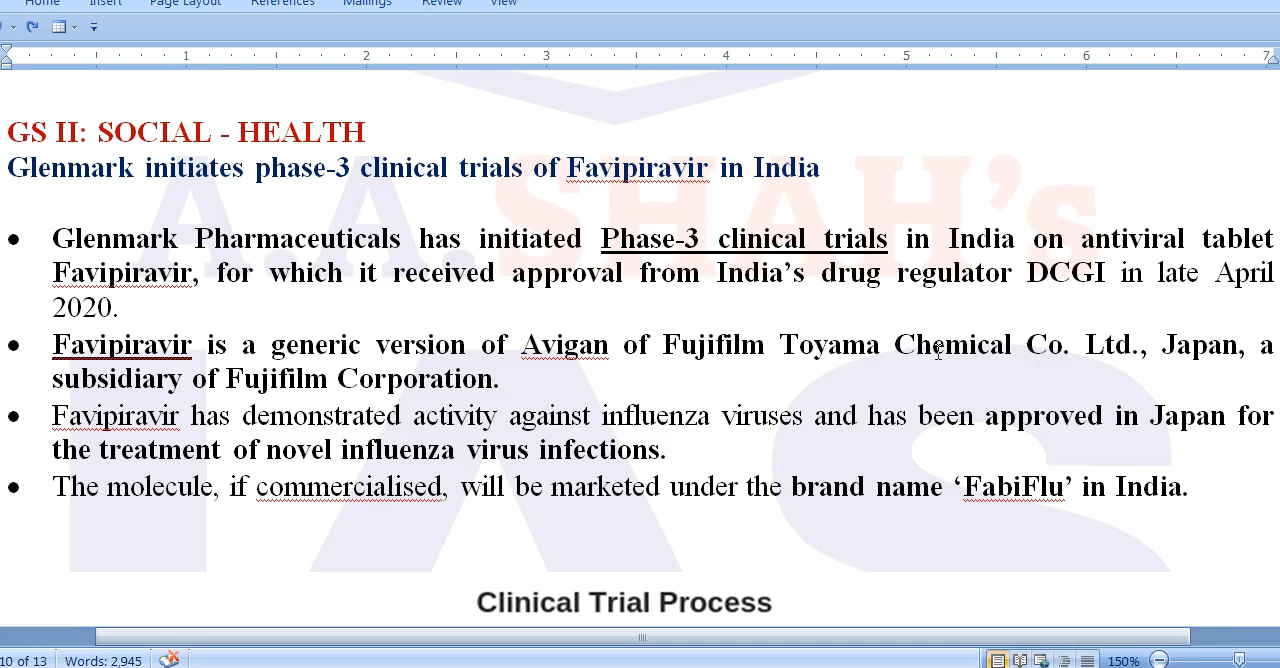 Home Insert Page Layout References Mailings Review View
1 2 3 4 5 6 7
A.A.SHAH's
IAS
GS II: SOCIAL - HEALTH
Glenmark initiates phase-3 clinical trials of Favipiravir in India
• Glenmark Pharmaceuticals has initiated Phase-3 clinical trials in India on antiviral tablet
Favipiravir, for which it received approval from India’s drug regulator DCGI in late April
2020.
• Favipiravir is a generic version of Avigan of Fujifilm Toyama Chemical Co. Ltd., Japan, a
subsidiary of Fujifilm Corporation.
• Favipiravir has demonstrated activity against influenza viruses and has been approved in Japan for
the treatment of novel influenza virus infections.
• The molecule, if commercialised, will be marketed under the brand name ‘FabiFlu’ in India.
Clinical Trial Process
10 of 13 Words: 2,945 150%